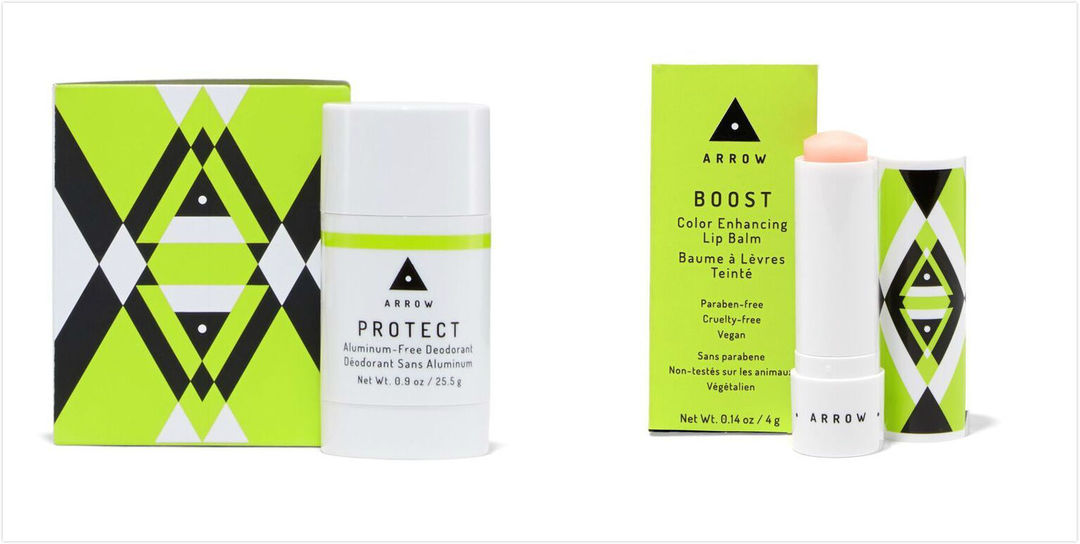 ARROW
PROTECT
Aluminum-Free Deodorant
Déodorant Sans Aluminum
Net Wt. 0.9 oz / 25.5 g
ARROW
BOOST
Color Enhancing
Lip Balm
Baume à Lèvres
Teinté
Paraben-free
Cruelty-free
Vegan
Sans parabene
Non-testés sur les animau
Végétalien
Net Wt. 0.14 oz / 4 g
ARROW